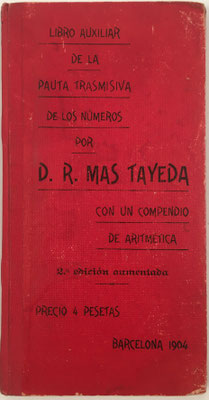 LIBRO AUXILIAR
DE LA
PAUTA TRASMISIVA
DE LOS NÚMEROS
POR
D. R. MAS TAYEDA
CON UN COMPENDIO
DE ARITMÉTICA
2.ª edición aumentada
PRECIO 4 PESETAS
BARCELONA 1904